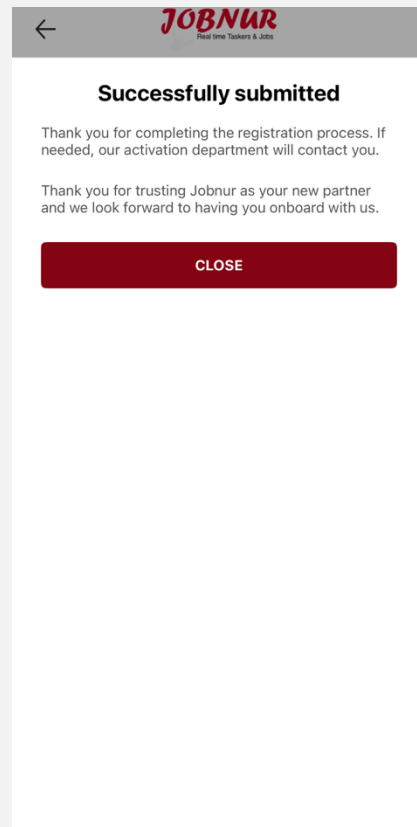 JOBNUR
Real time Taskers & Jobs
Successfully submitted
Thank you for completing the registration process. If
needed, our activation department will contact you.
Thank you for trusting Jobnur as your new partner
and we look forward to having you onboard with us.
CLOSE